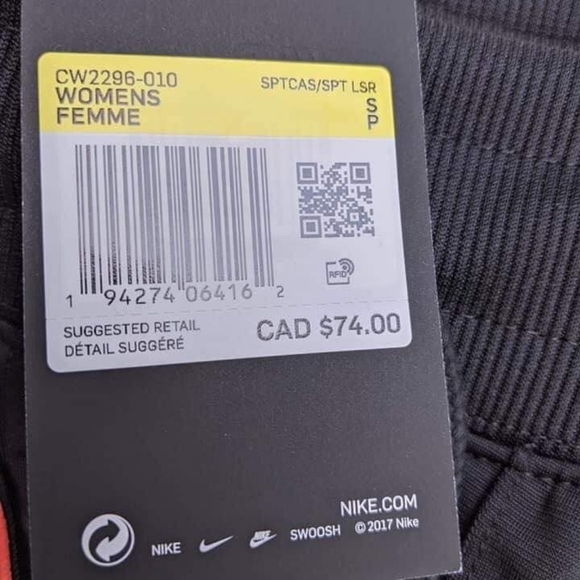 CW2296-010 SPTCAS/SPT LSR
WOMENS S
FEMME P
1 94274 06416 2
RFID
SUGGESTED RETAIL
DÉTAIL SUGGÉRÉ
CAD $74.00
NIKE.COM
NIKE NIKE SWOOSH © 2017 Nike